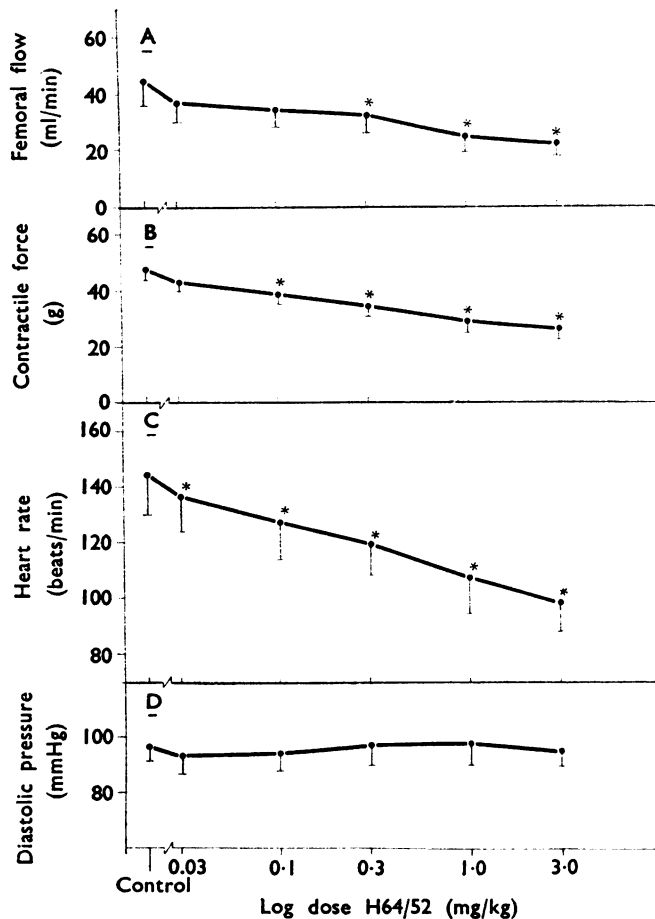 A
Femoral flow
(ml/min)
60
40
20
0
*
*
*
B
Contractile force
(g)
60
40
20
0
*
*
*
*
C
Heart rate
(beats/min)
160
140
120
100
80
*
*
*
*
*
D
Diastolic pressure
(mmHg)
100
80
0·03
0·1
0·3
1·0
3·0
Control
Log dose H64/52 (mg/kg)